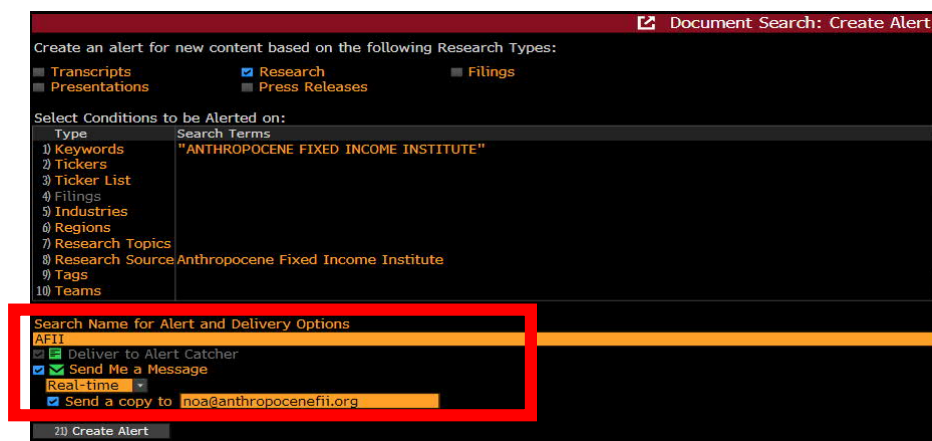 Document Search: Create Alert
Create an alert for new content based on the following Research Types:
Transcripts Research Filings
Presentations Press Releases
Select Conditions to be Alerted on:
Type Search Terms
1) Keywords "ANTHROPOCENE FIXED INCOME INSTITUTE"
2) Tickers
3) Ticker List
4) Filings
5) Industries
6) Regions
7) Research Topics
8) Research Source Anthropocene Fixed Income Institute
9) Tags
10) Teams
Search Name for Alert and Delivery Options
AFII
Deliver to Alert Catcher
Send Me a Message
Real-time
Send a copy to noa@anthropocenefii.org
21) Create Alert